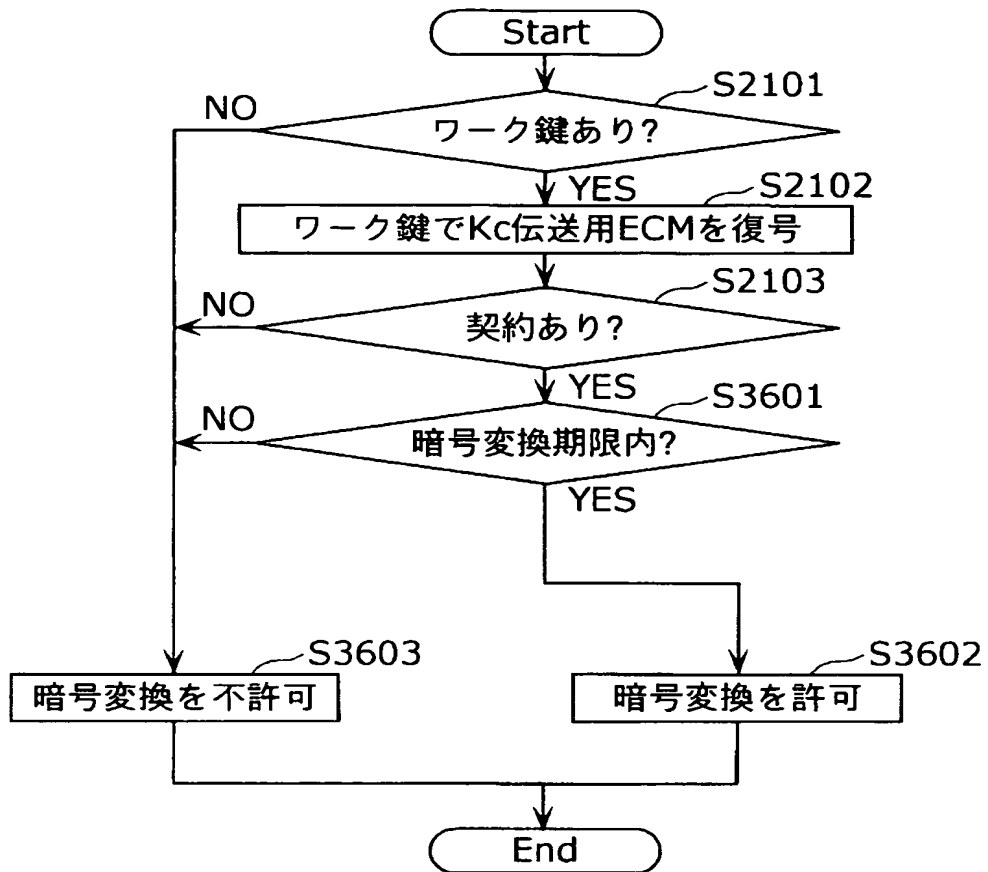 Start
S2101
NO
ワーク鍵あり?
YES
S2102
ワーク鍵でKc伝送用ECMを復号
S2103
NO
契約あり?
YES
S3601
NO
暗号変換期限内?
YES
S3603
S3602
暗号変換を不許可
暗号変換を許可
End